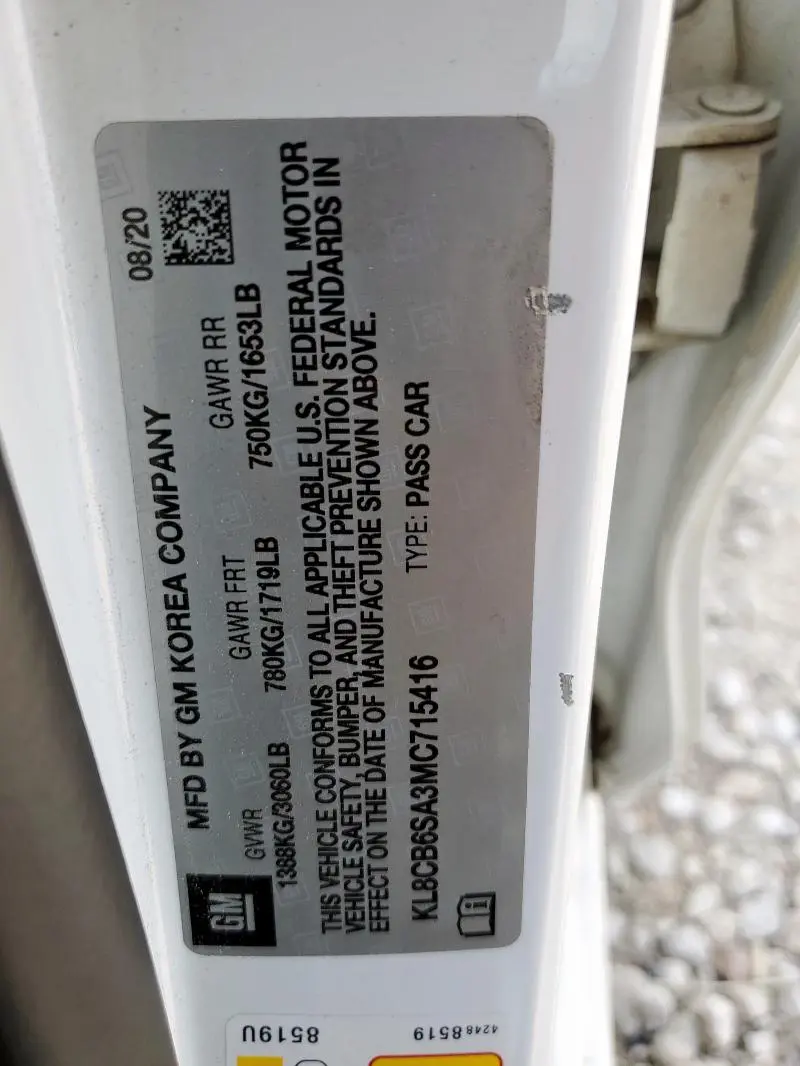 GM
MFD BY GM KOREA COMPANY 08/20
GVWR GAWR FRT GAWR RR
1388KG/3060LB 780KG/1719LB 750KG/1653LB
THIS VEHICLE CONFORMS TO ALL APPLICABLE U.S. FEDERAL MOTOR
VEHICLE SAFETY, BUMPER, AND THEFT PREVENTION STANDARDS IN
EFFECT ON THE DATE OF MANUFACTURE SHOWN ABOVE.
KL8CB6SA3MC715416 TYPE: PASS CAR
8519U 42488519